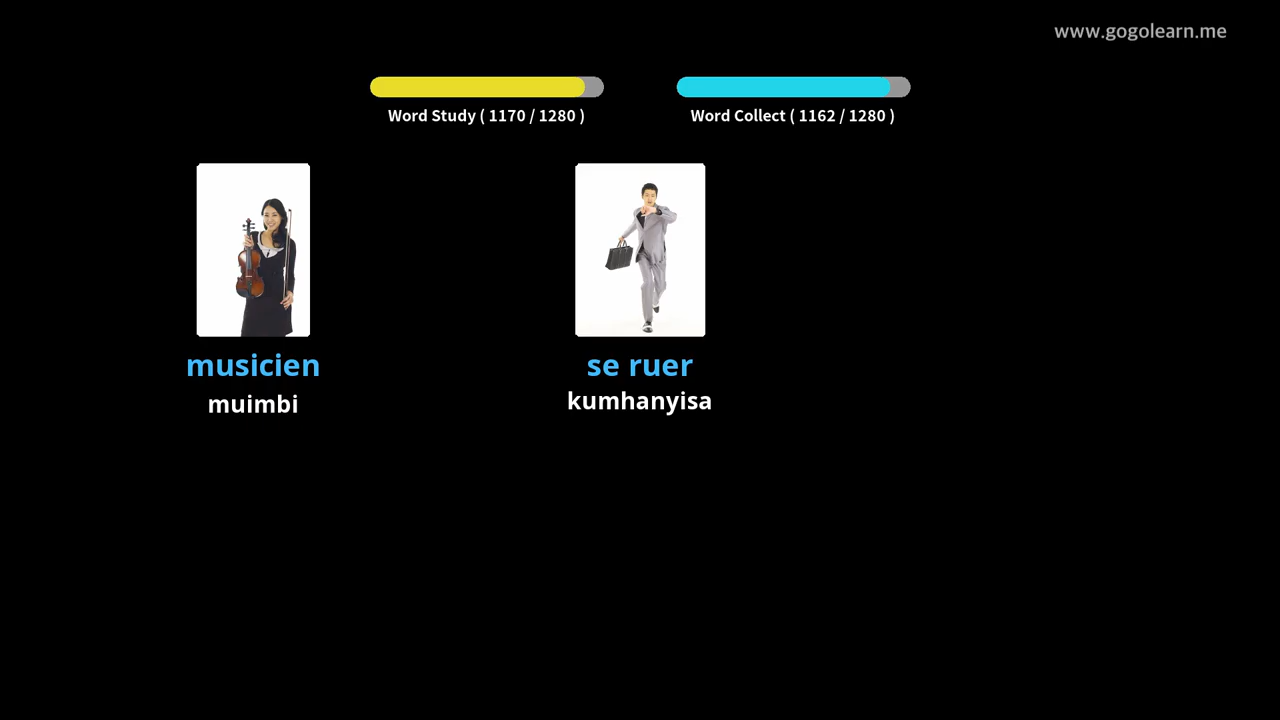 www.gogolearn.me
Word Study ( 1170 / 1280 )
Word Collect ( 1162 / 1280 )
musicien
muimbi
se ruer
kumhanyisa